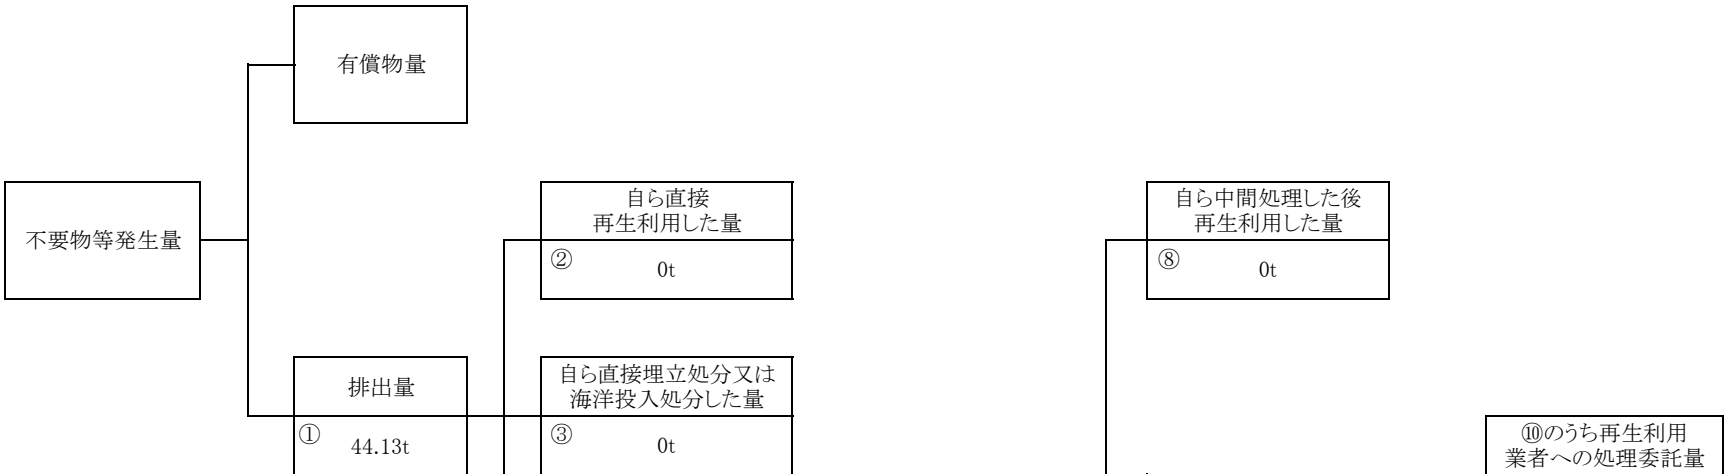 有償物量
不要物等発生量
自ら直接
再生利用した量
② 0t
自ら中間処理した後
再生利用した量
⑧ 0t
排出量
① 44.13t
自ら直接埋立処分又は
海洋投入処分した量
③ 0t
⑩のうち再生利用
業者への処理委託量